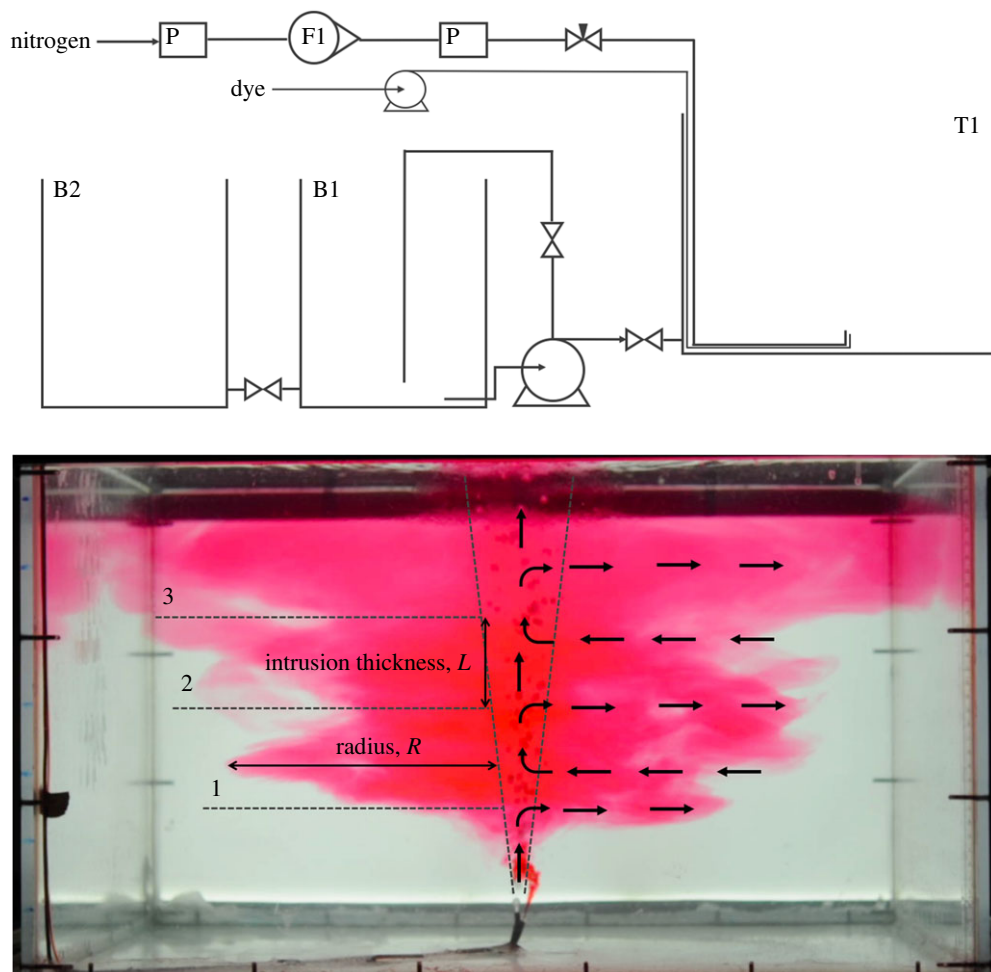 nitrogen
P
F1
P
dye
T1
B2
B1
3
intrusion thickness, L
2
radius, R
1